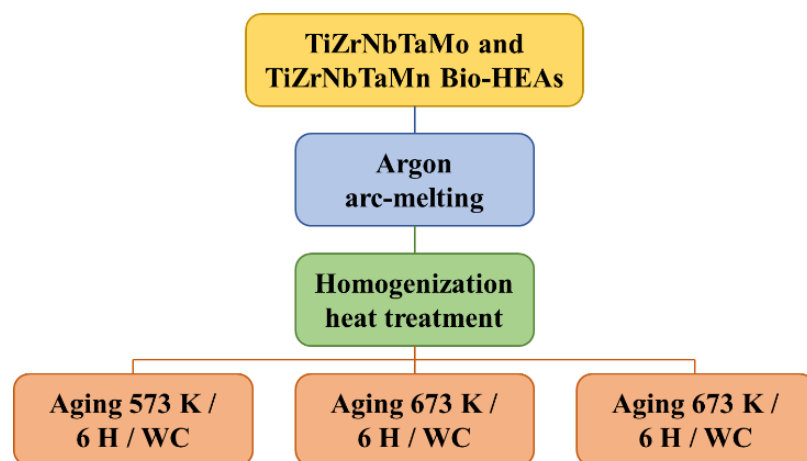 TiZrNbTaMo and
TiZrNbTaMn Bio-HEAs
Argon
arc-melting
Homogenization
heat treatment
Aging 573 K /
6 H / WC
Aging 673 K /
6 H / WC
Aging 673 K /
6 H / WC